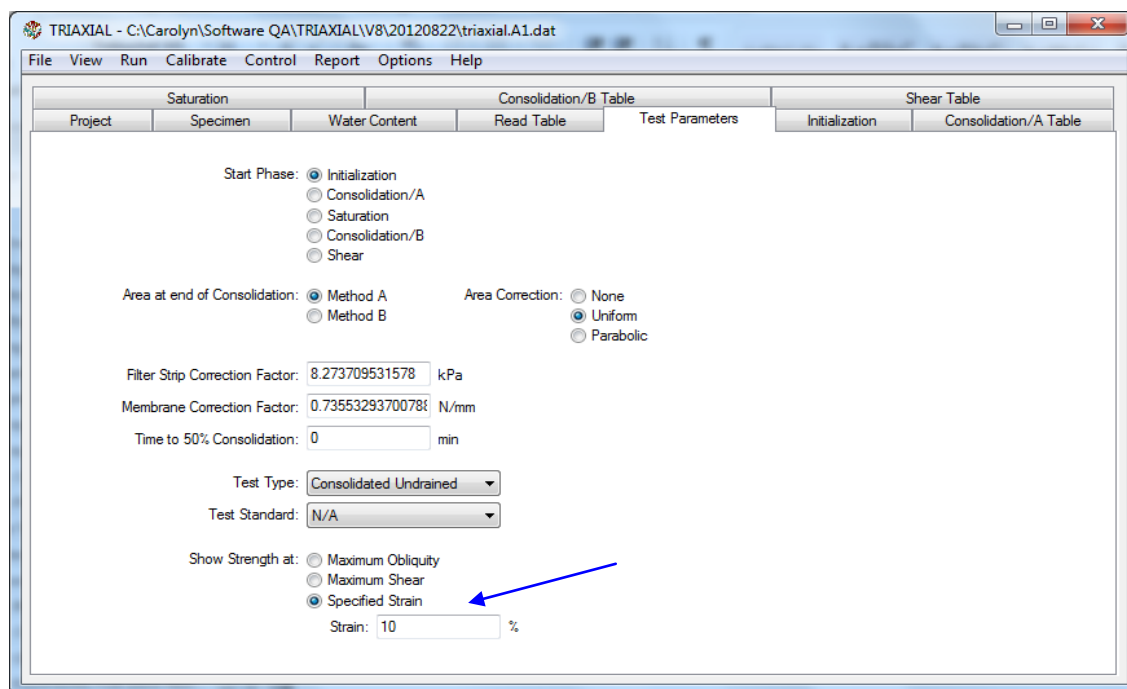 TRIAXIAL - C:\Carolyn\Software QA\TRIAXIAL\V8\20120822\triaxial.A1.dat
File View Run Calibrate Control Report Options Help
Saturation Consolidation/B Table Shear Table
Project Specimen Water Content Read Table Test Parameters Initialization Consolidation/A Table
Start Phase: Initialization
Consolidation/A
Saturation
Consolidation/B
Shear
Area at end of Consolidation: Method A Area Correction: None
Method B Uniform
Parabolic
Filter Strip Correction Factor: 8.273709531578 kPa
Membrane Correction Factor: 0.7355329370078 N/mm
Time to 50% Consolidation: 0 min
Test Type: Consolidated Undrained
Test Standard: N/A
Show Strength at: Maximum Obliquity
Maximum Shear
Specified Strain
Strain: 10 %